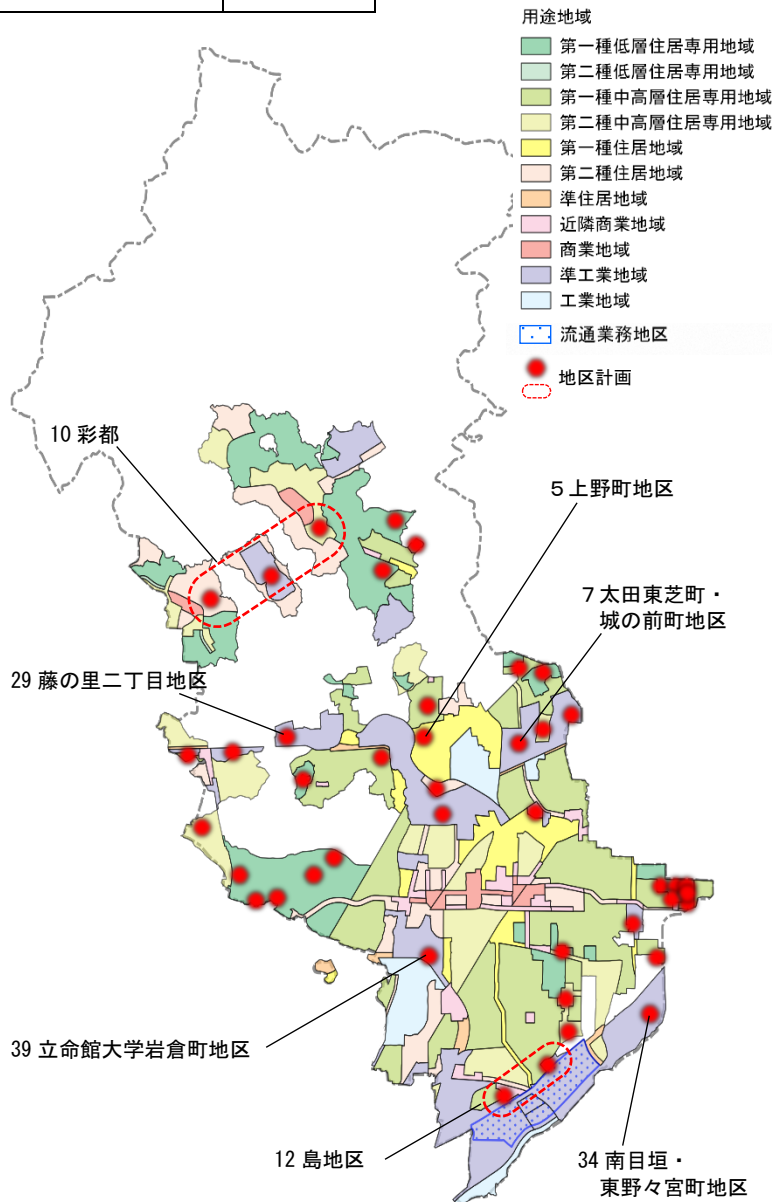 用途地域
第一種低層住居専用地域
第二種低層住居専用地域
第一種中高層住居専用地域
第二種中高層住居専用地域
第一種住居地域
第二種住居地域
準住居地域
近隣商業地域
商業地域
準工業地域
工業地域
流通業務地区
地区計画
10 彩都
5 上野町地区
7 太田東芝町・
城の前町地区
29 藤の里二丁目地区
39 立命館大学岩倉町地区
12 島地区
34 南目垣・
東野々宮町地区